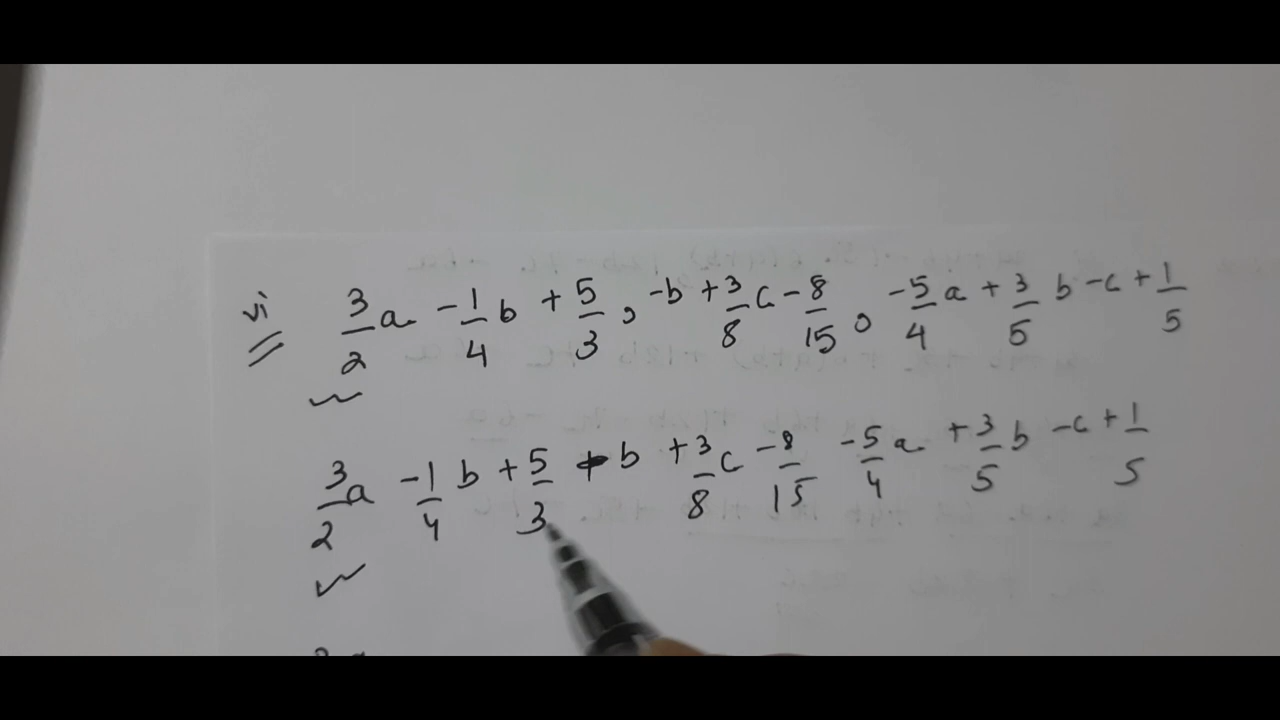 vi 3/2 a - 1/4 b + 5/3 , -b + 3/8 c - 8/15 , -5/4 a + 3/5 b - c + 1/5
3/2 a - 1/4 b + 5/3 - b + 3/8 c - 8/15 - 5/4 a + 3/5 b - c + 1/5